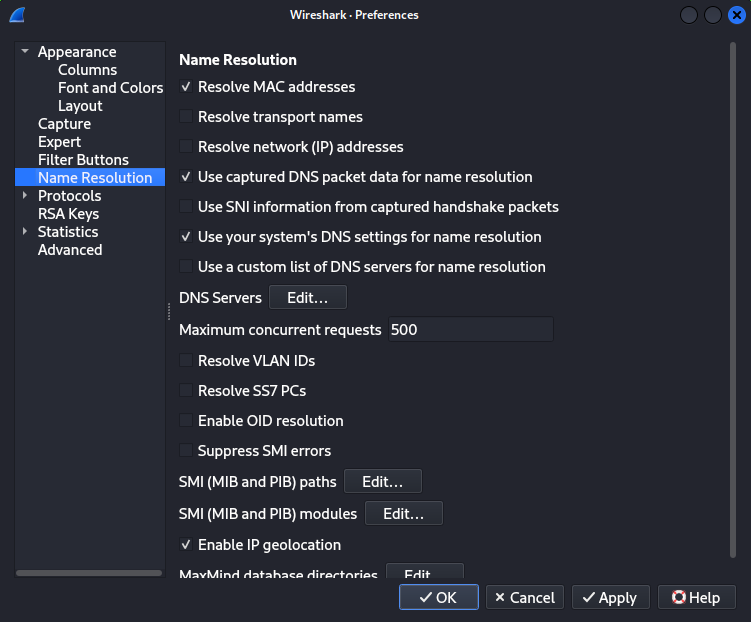 Wireshark · Preferences
Appearance
Columns
Font and Colors
Layout
Capture
Expert
Filter Buttons
Name Resolution
Protocols
RSA Keys
Statistics
Advanced
Name Resolution
Resolve MAC addresses
Resolve transport names
Resolve network (IP) addresses
Use captured DNS packet data for name resolution
Use SNI information from captured handshake packets
Use your system's DNS settings for name resolution
Use a custom list of DNS servers for name resolution
DNS Servers Edit…
Maximum concurrent requests 500
Resolve VLAN IDs
Resolve SS7 PCs
Enable OID resolution
Suppress SMI errors
SMI (MIB and PIB) paths Edit…
SMI (MIB and PIB) modules Edit…
Enable IP geolocation
MaxMind database directories Edit…
OK Cancel Apply Help